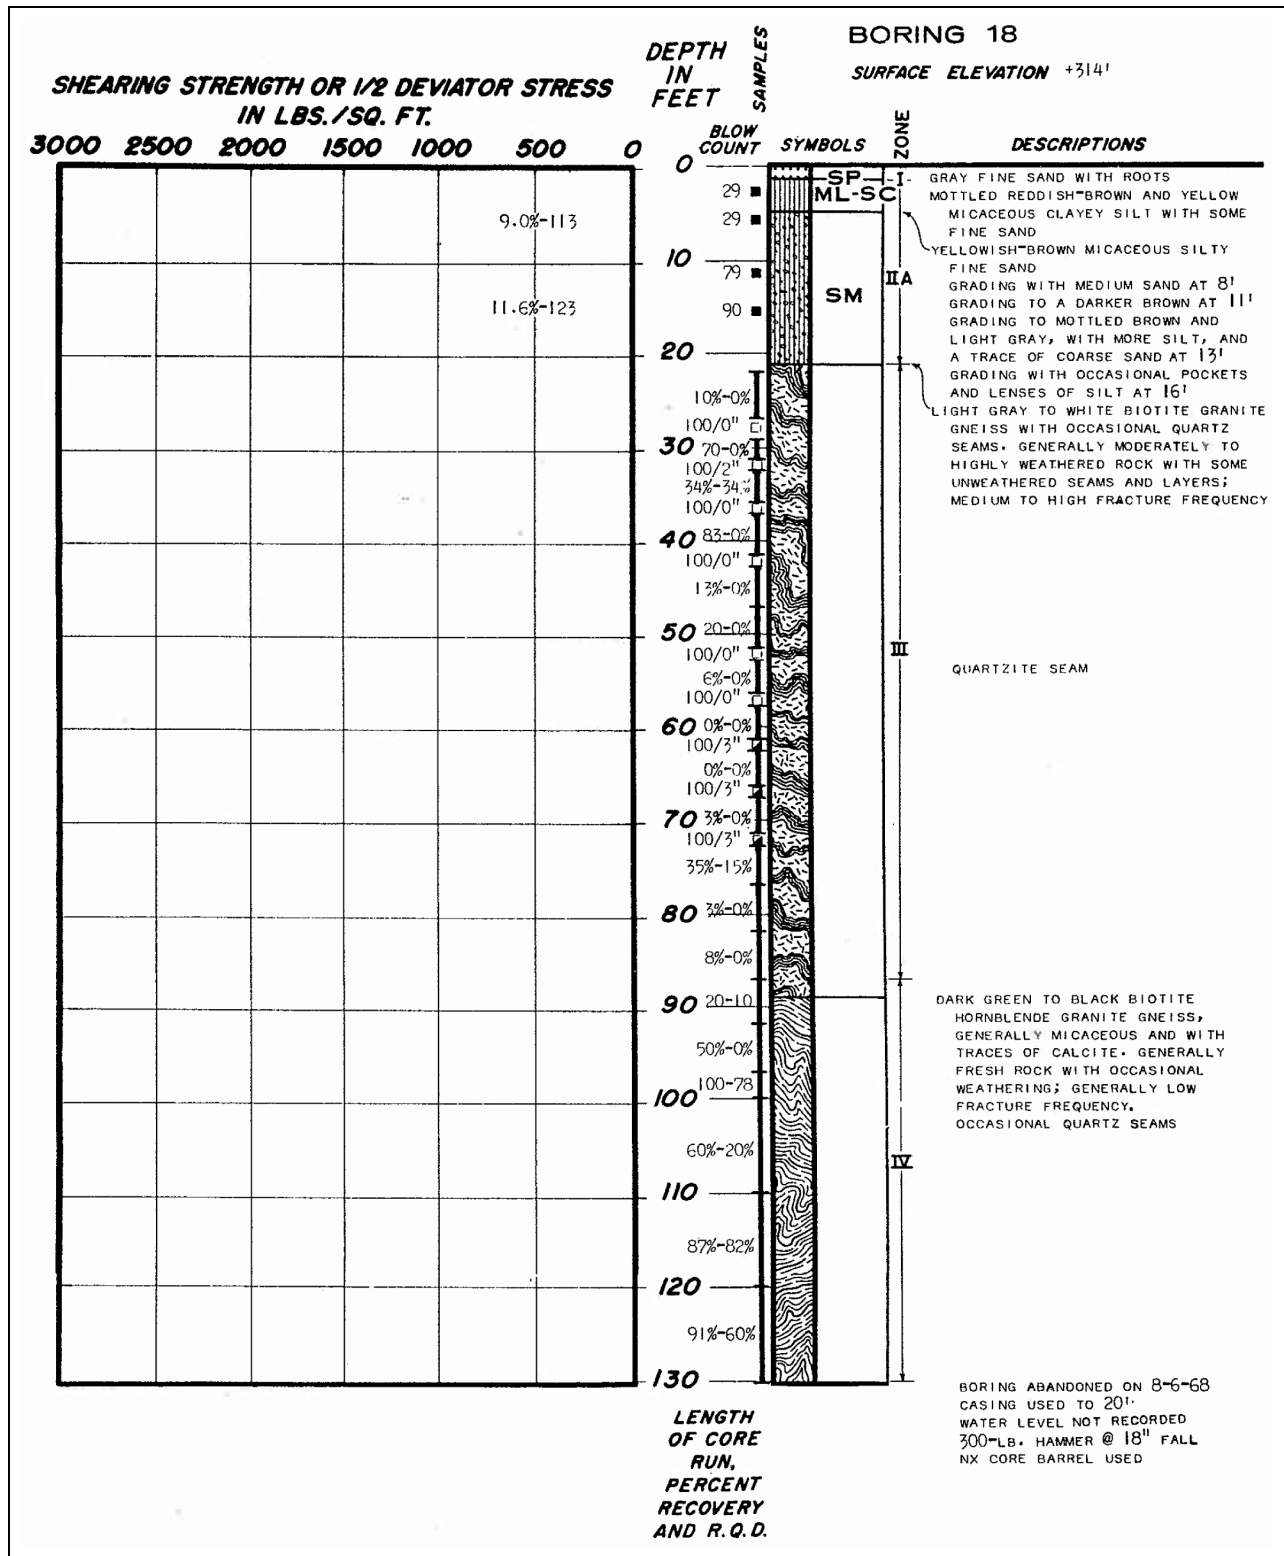 BORING 18
SURFACE ELEVATION +314'
SHEARING STRENGTH OR 1/2 DEVIATOR STRESS
IN LBS./SQ. FT.
3000 2500 2000 1500 1000 500 0
DEPTH
IN
FEET
SAMPLES
BLOW
COUNT
SYMBOLS
ZONE
DESCRIPTIONS
0
SP
I
GRAY FINE SAND WITH ROOTS
29
ML-SC
MOTTLED REDDISH-BROWN AND YELLOW
MICACEOUS CLAYEY SILT WITH SOME
FINE SAND
9.0%-113
29
YELLOWISH-BROWN MICACEOUS SILTY
FINE SAND
10
79
IIA
GRADING WITH MEDIUM SAND AT 8'
SM
GRADING TO A DARKER BROWN AT 11'
11.6%-123
90
GRADING TO MOTTLED BROWN AND
LIGHT GRAY, WITH MORE SILT, AND
A TRACE OF COARSE SAND AT 13'
20
GRADING WITH OCCASIONAL POCKETS
AND LENSES OF SILT AT 16'
10%-0%
LIGHT GRAY TO WHITE BIOTITE GRANITE
GNEISS WITH OCCASIONAL QUARTZ
SEAMS. GENERALLY MODERATELY TO
HIGHLY WEATHERED ROCK WITH SOME
UNWEATHERED SEAMS AND LAYERS;
MEDIUM TO HIGH FRACTURE FREQUENCY
100/0"
30 70-0%
100/2"
34%-34%
100/0"
40 83-0%
100/0"
13%-0%
50 20-0%
100/0"
III
QUARTZITE SEAM
6%-0%
100/0"
60 0%-0%
100/3"
0%-0%
100/3"
70 3%-0%
100/3"
35%-15%
80 3%-0%
8%-0%
90 20-10
DARK GREEN TO BLACK BIOTITE
HORNBLENDE GRANITE GNEISS,
GENERALLY MICACEOUS AND WITH
TRACES OF CALCITE. GENERALLY
FRESH ROCK WITH OCCASIONAL
WEATHERING; GENERALLY LOW
FRACTURE FREQUENCY.
OCCASIONAL QUARTZ SEAMS
50%-0%
100-78
100
60%-20%
IV
110
87%-82%
120
91%-60%
130
BORING ABANDONED ON 8-6-68
CASING USED TO 20'.
WATER LEVEL NOT RECORDED
300-LB. HAMMER @ 18" FALL
NX CORE BARREL USED
LENGTH
OF CORE
RUN,
PERCENT
RECOVERY
AND R.Q.D.